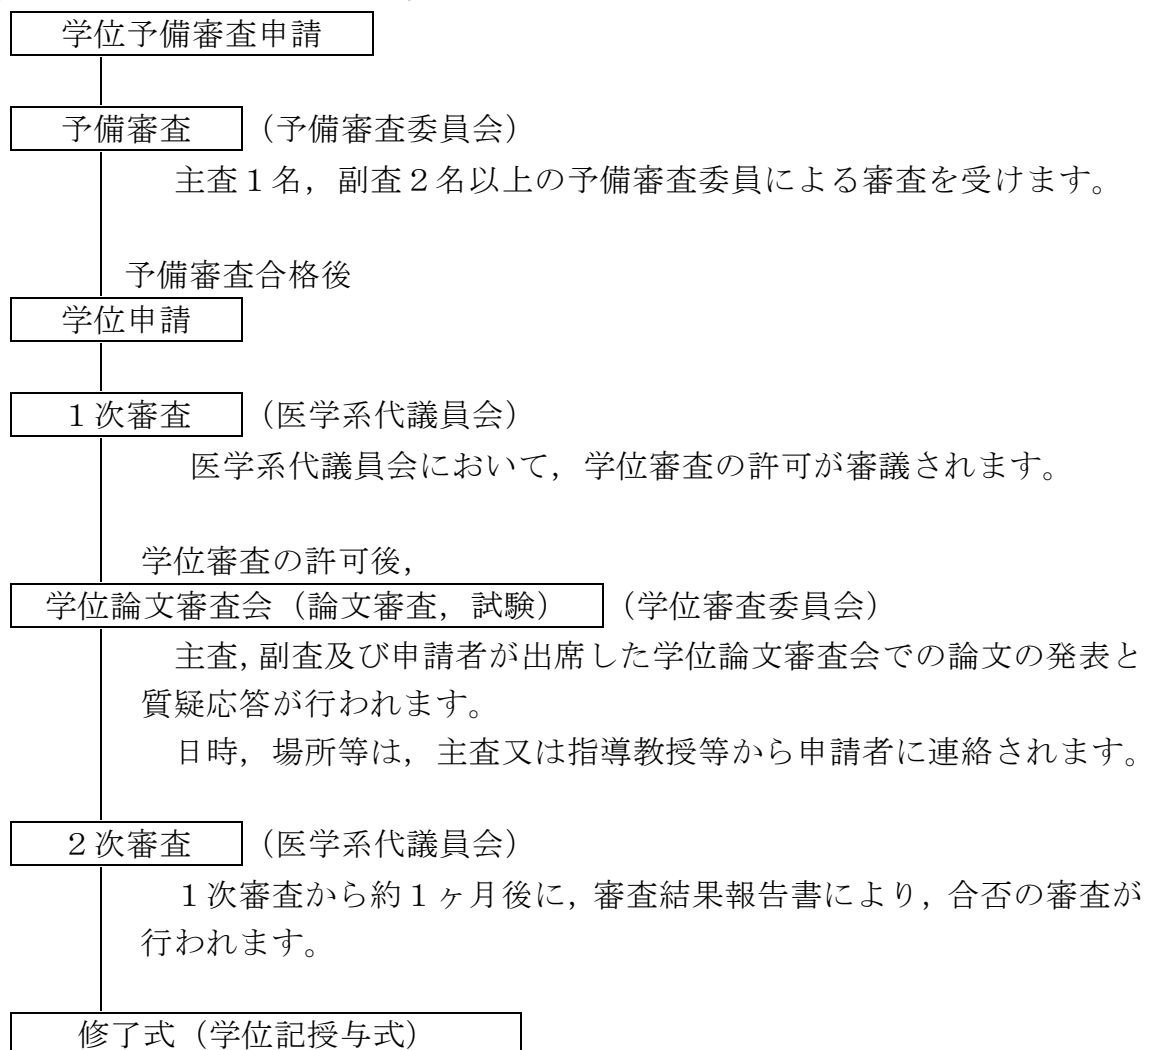 学位予備審査申請
予備審査 （予備審査委員会）
主査１名，副査２名以上の予備審査委員による審査を受けます。
予備審査合格後
学位申請
１次審査 （医学系代議員会）
医学系代議員会において，学位審査の許可が審議されます。
学位審査の許可後，
学位論文審査会（論文審査，試験） （学位審査委員会）
主査，副査及び申請者が出席した学位論文審査会での論文の発表と
質疑応答が行われます。
日時，場所等は，主査又は指導教授等から申請者に連絡されます。
２次審査 （医学系代議員会）
１次審査から約１ヶ月後に，審査結果報告書により，合否の審査が
行われます。
修了式（学位記授与式）